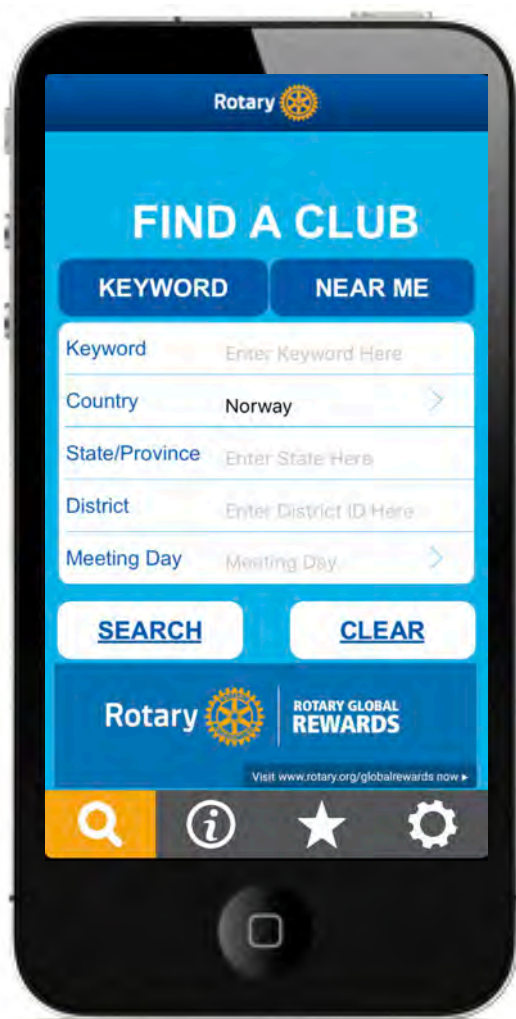 Rotary
FIND A CLUB
KEYWORD NEAR ME
Keyword Enter Keyword Here
Country Norway
State/Province Enter State Here
District Enter District ID Here
Meeting Day Meeting Day
SEARCH CLEAR
Rotary ROTARY GLOBAL
REWARDS
Visit www.rotary.org/globalrewards now